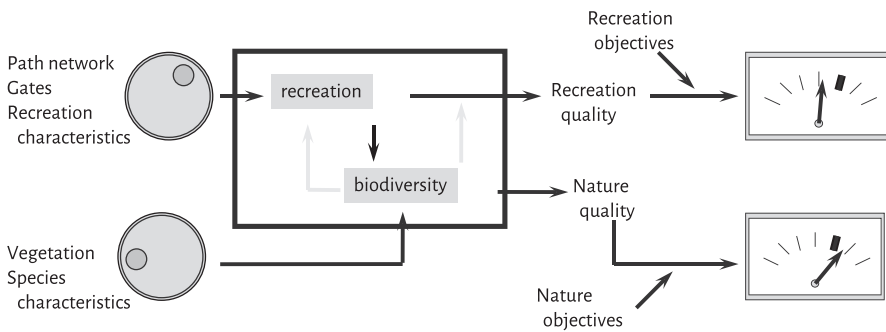 Recreation
objectives
Path network
Gates
Recreation
characteristics
recreation
Recreation
quality
biodiversity
Nature
quality
Vegetation
Species
characteristics
Nature
objectives